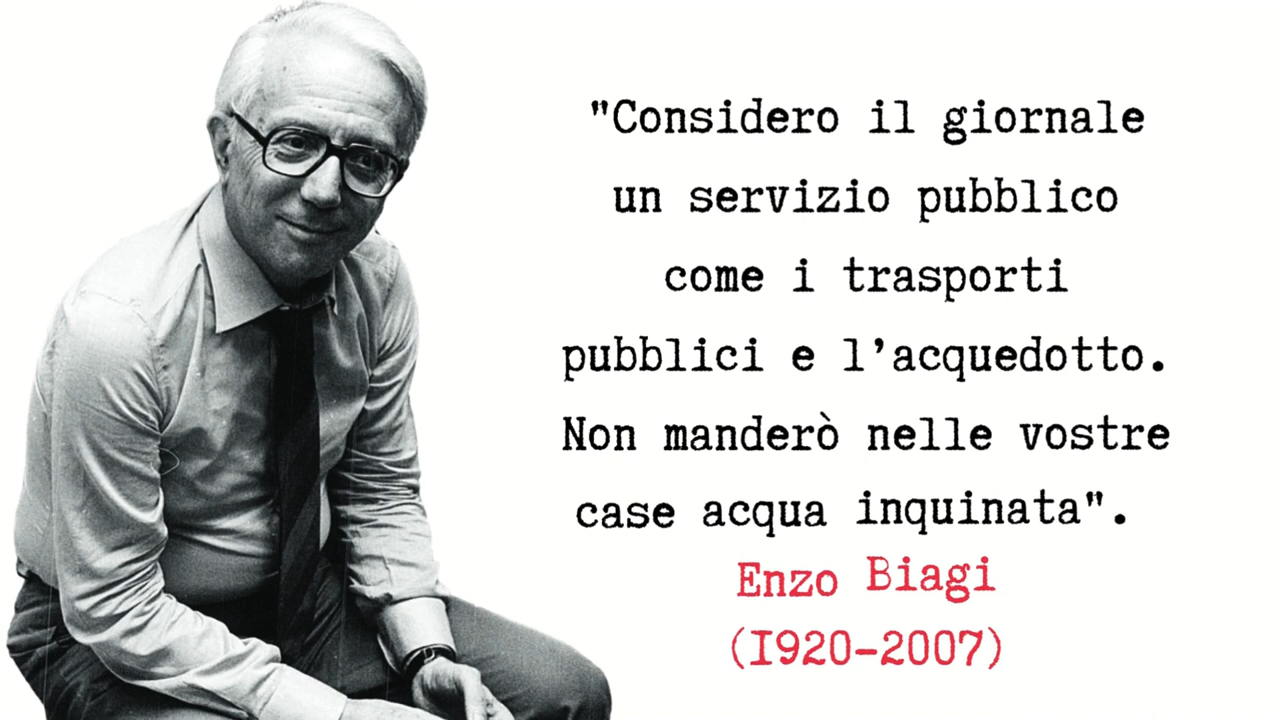 "Considero il giornale
un servizio pubblico
come i trasporti
pubblici e l’acquedotto.
Non manderò nelle vostre
case acqua inquinata".
Enzo Biagi
(1920-2007)